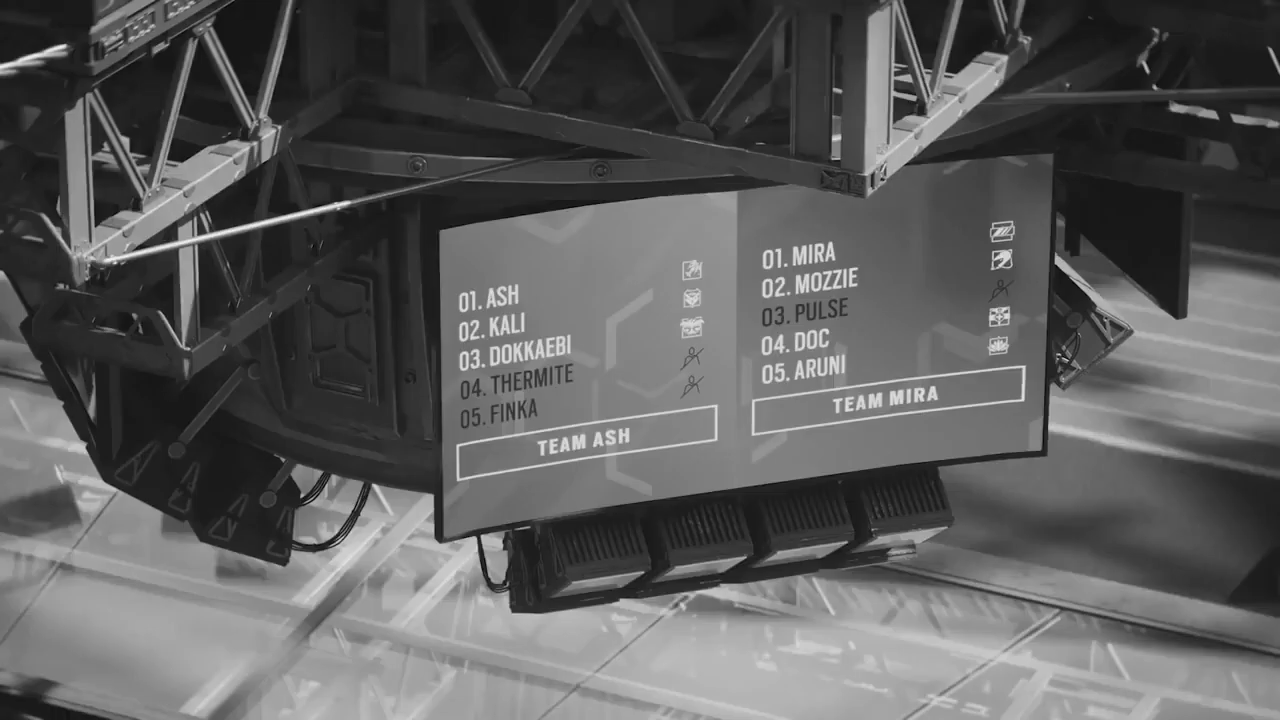 01. ASH
02. KALI
03. DOKKAEBI
04. THERMITE
05. FINKA
TEAM ASH
01. MIRA
02. MOZZIE
03. PULSE
04. DOC
05. ARUNI
TEAM MIRA